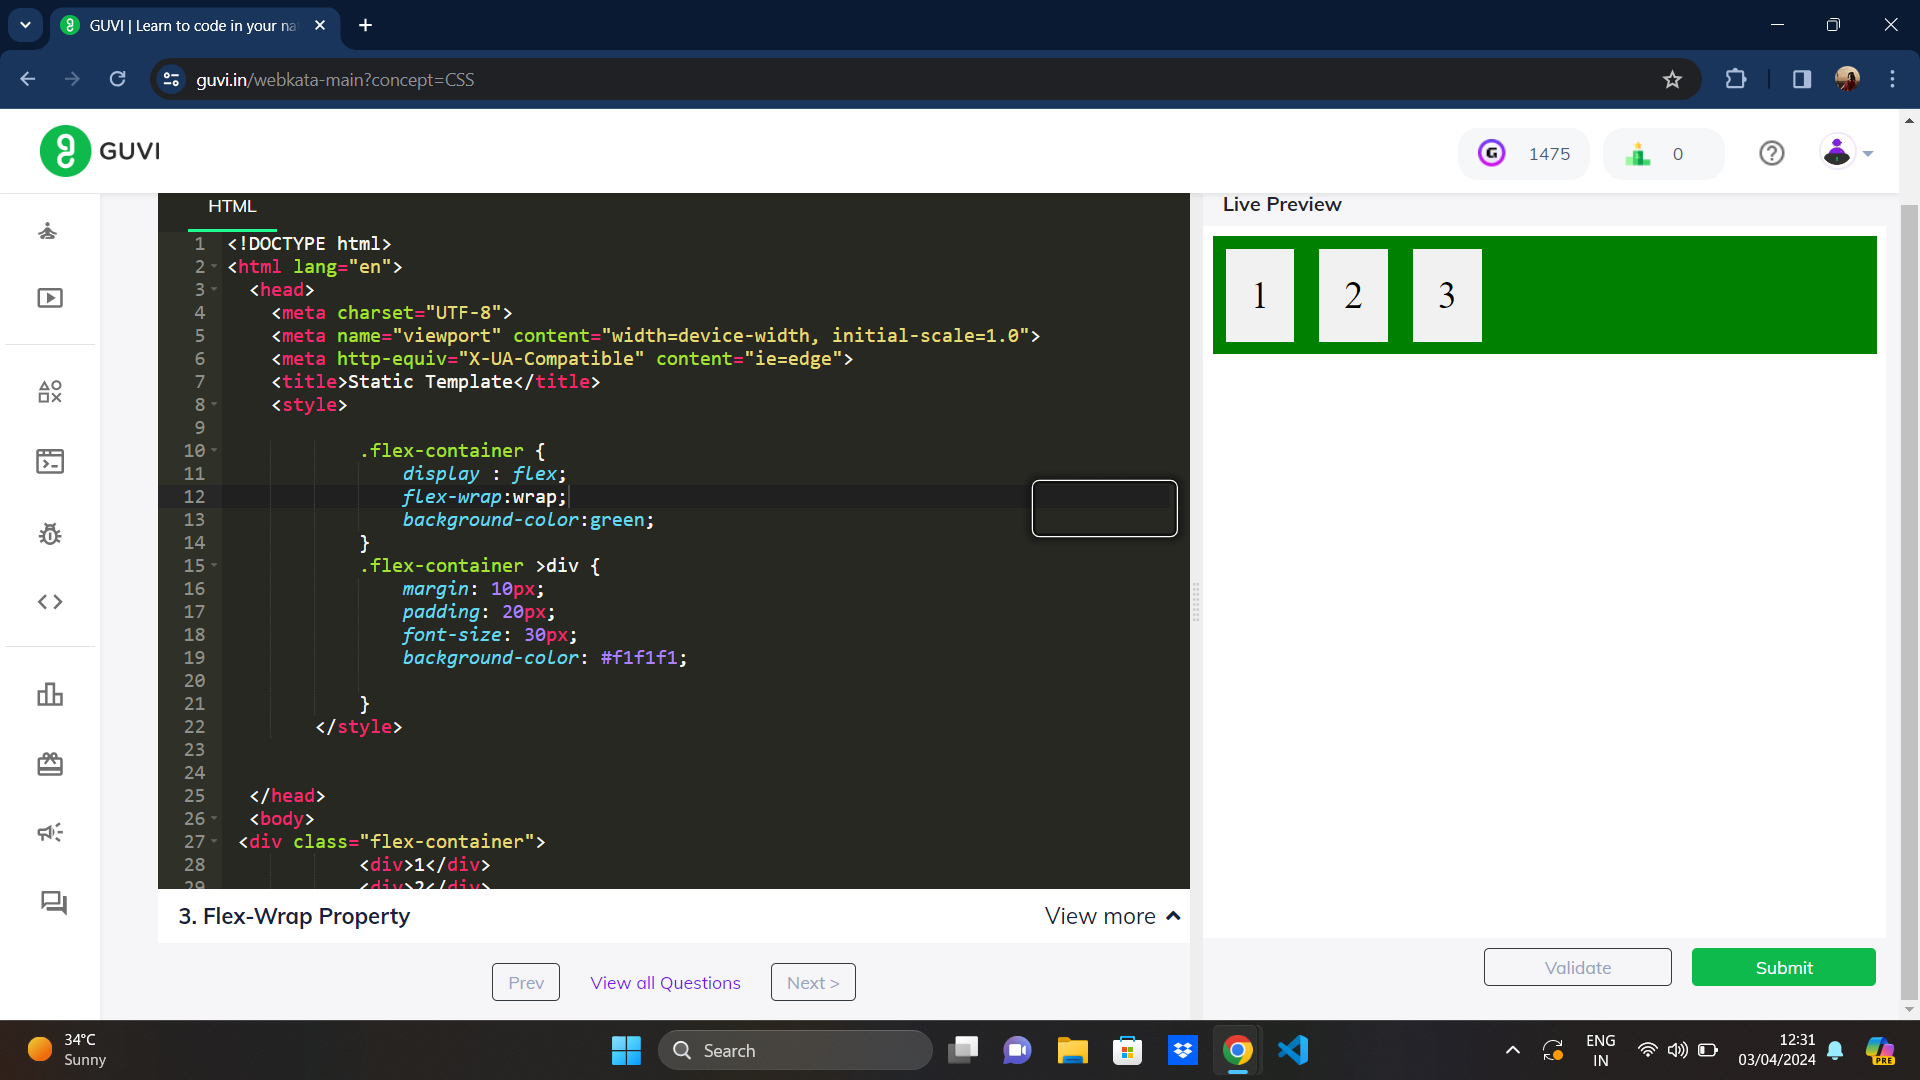 GUVI | Learn to code in your na
guvi.in/webkata-main?concept=CSS
GUVI
G 1475
0
HTML
Live Preview
1 <!DOCTYPE html>
2 <html lang="en">
3 <head>
4 <meta charset="UTF-8">
5 <meta name="viewport" content="width=device-width, initial-scale=1.0">
6 <meta http-equiv="X-UA-Compatible" content="ie=edge">
7 <title>Static Template</title>
8 <style>
9
10 .flex-container {
11 display : flex;
12 flex-wrap:wrap;
13 background-color:green;
14 }
15 .flex-container >div {
16 margin: 10px;
17 padding: 20px;
18 font-size: 30px;
19 background-color: #f1f1f1;
20
21 }
22 </style>
23
24
25 </head>
26 <body>
27 <div class="flex-container">
28 <div>1</div>
29 <div>2</div>
1 2 3
3. Flex-Wrap Property
View more
Prev
View all Questions
Next >
Validate
Submit
34°C
Sunny
Search
ENG
IN
12:31
03/04/2024
PRE